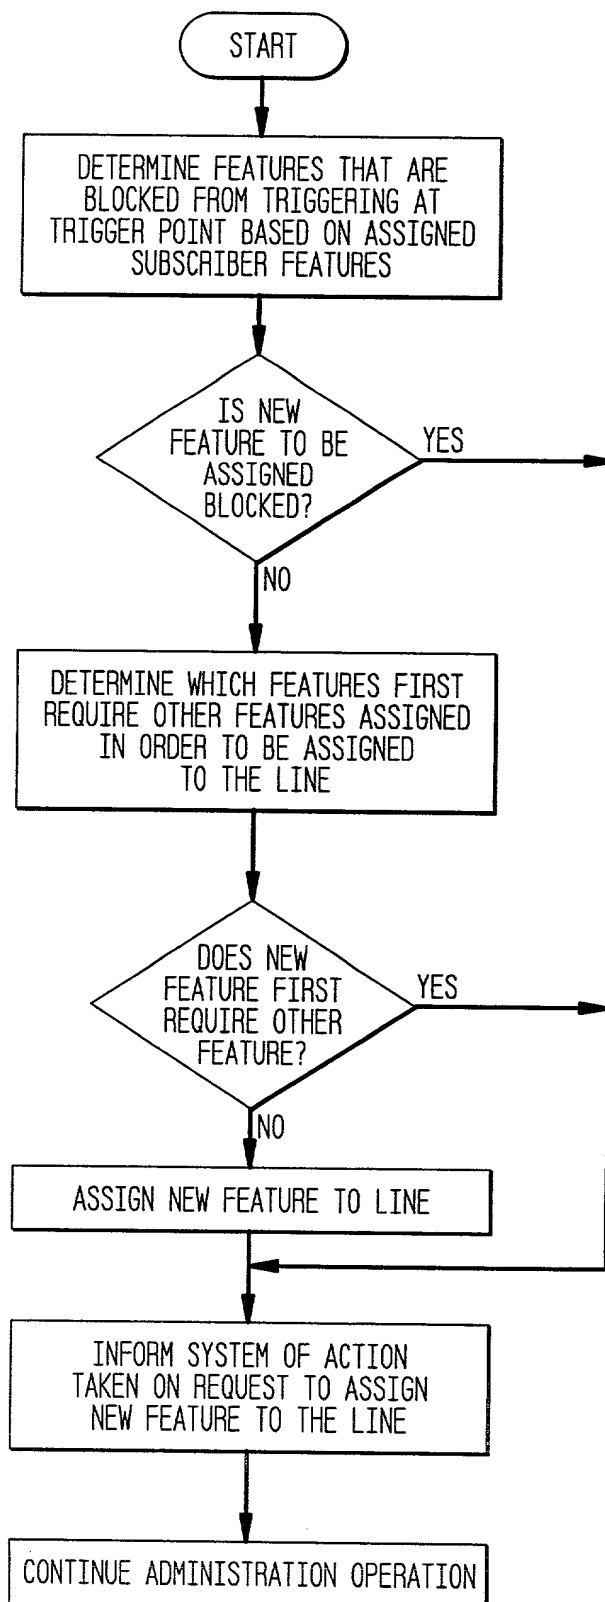 START
DETERMINE FEATURES THAT ARE
BLOCKED FROM TRIGGERING AT
TRIGGER POINT BASED ON ASSIGNED
SUBSCRIBER FEATURES
IS NEW
FEATURE TO BE
ASSIGNED
BLOCKED?
YES
NO
DETERMINE WHICH FEATURES FIRST
REQUIRE OTHER FEATURES ASSIGNED
IN ORDER TO BE ASSIGNED
TO THE LINE
DOES NEW
FEATURE FIRST
REQUIRE OTHER
FEATURE?
YES
NO
ASSIGN NEW FEATURE TO LINE
INFORM SYSTEM OF ACTION
TAKEN ON REQUEST TO ASSIGN
NEW FEATURE TO THE LINE
CONTINUE ADMINISTRATION OPERATION